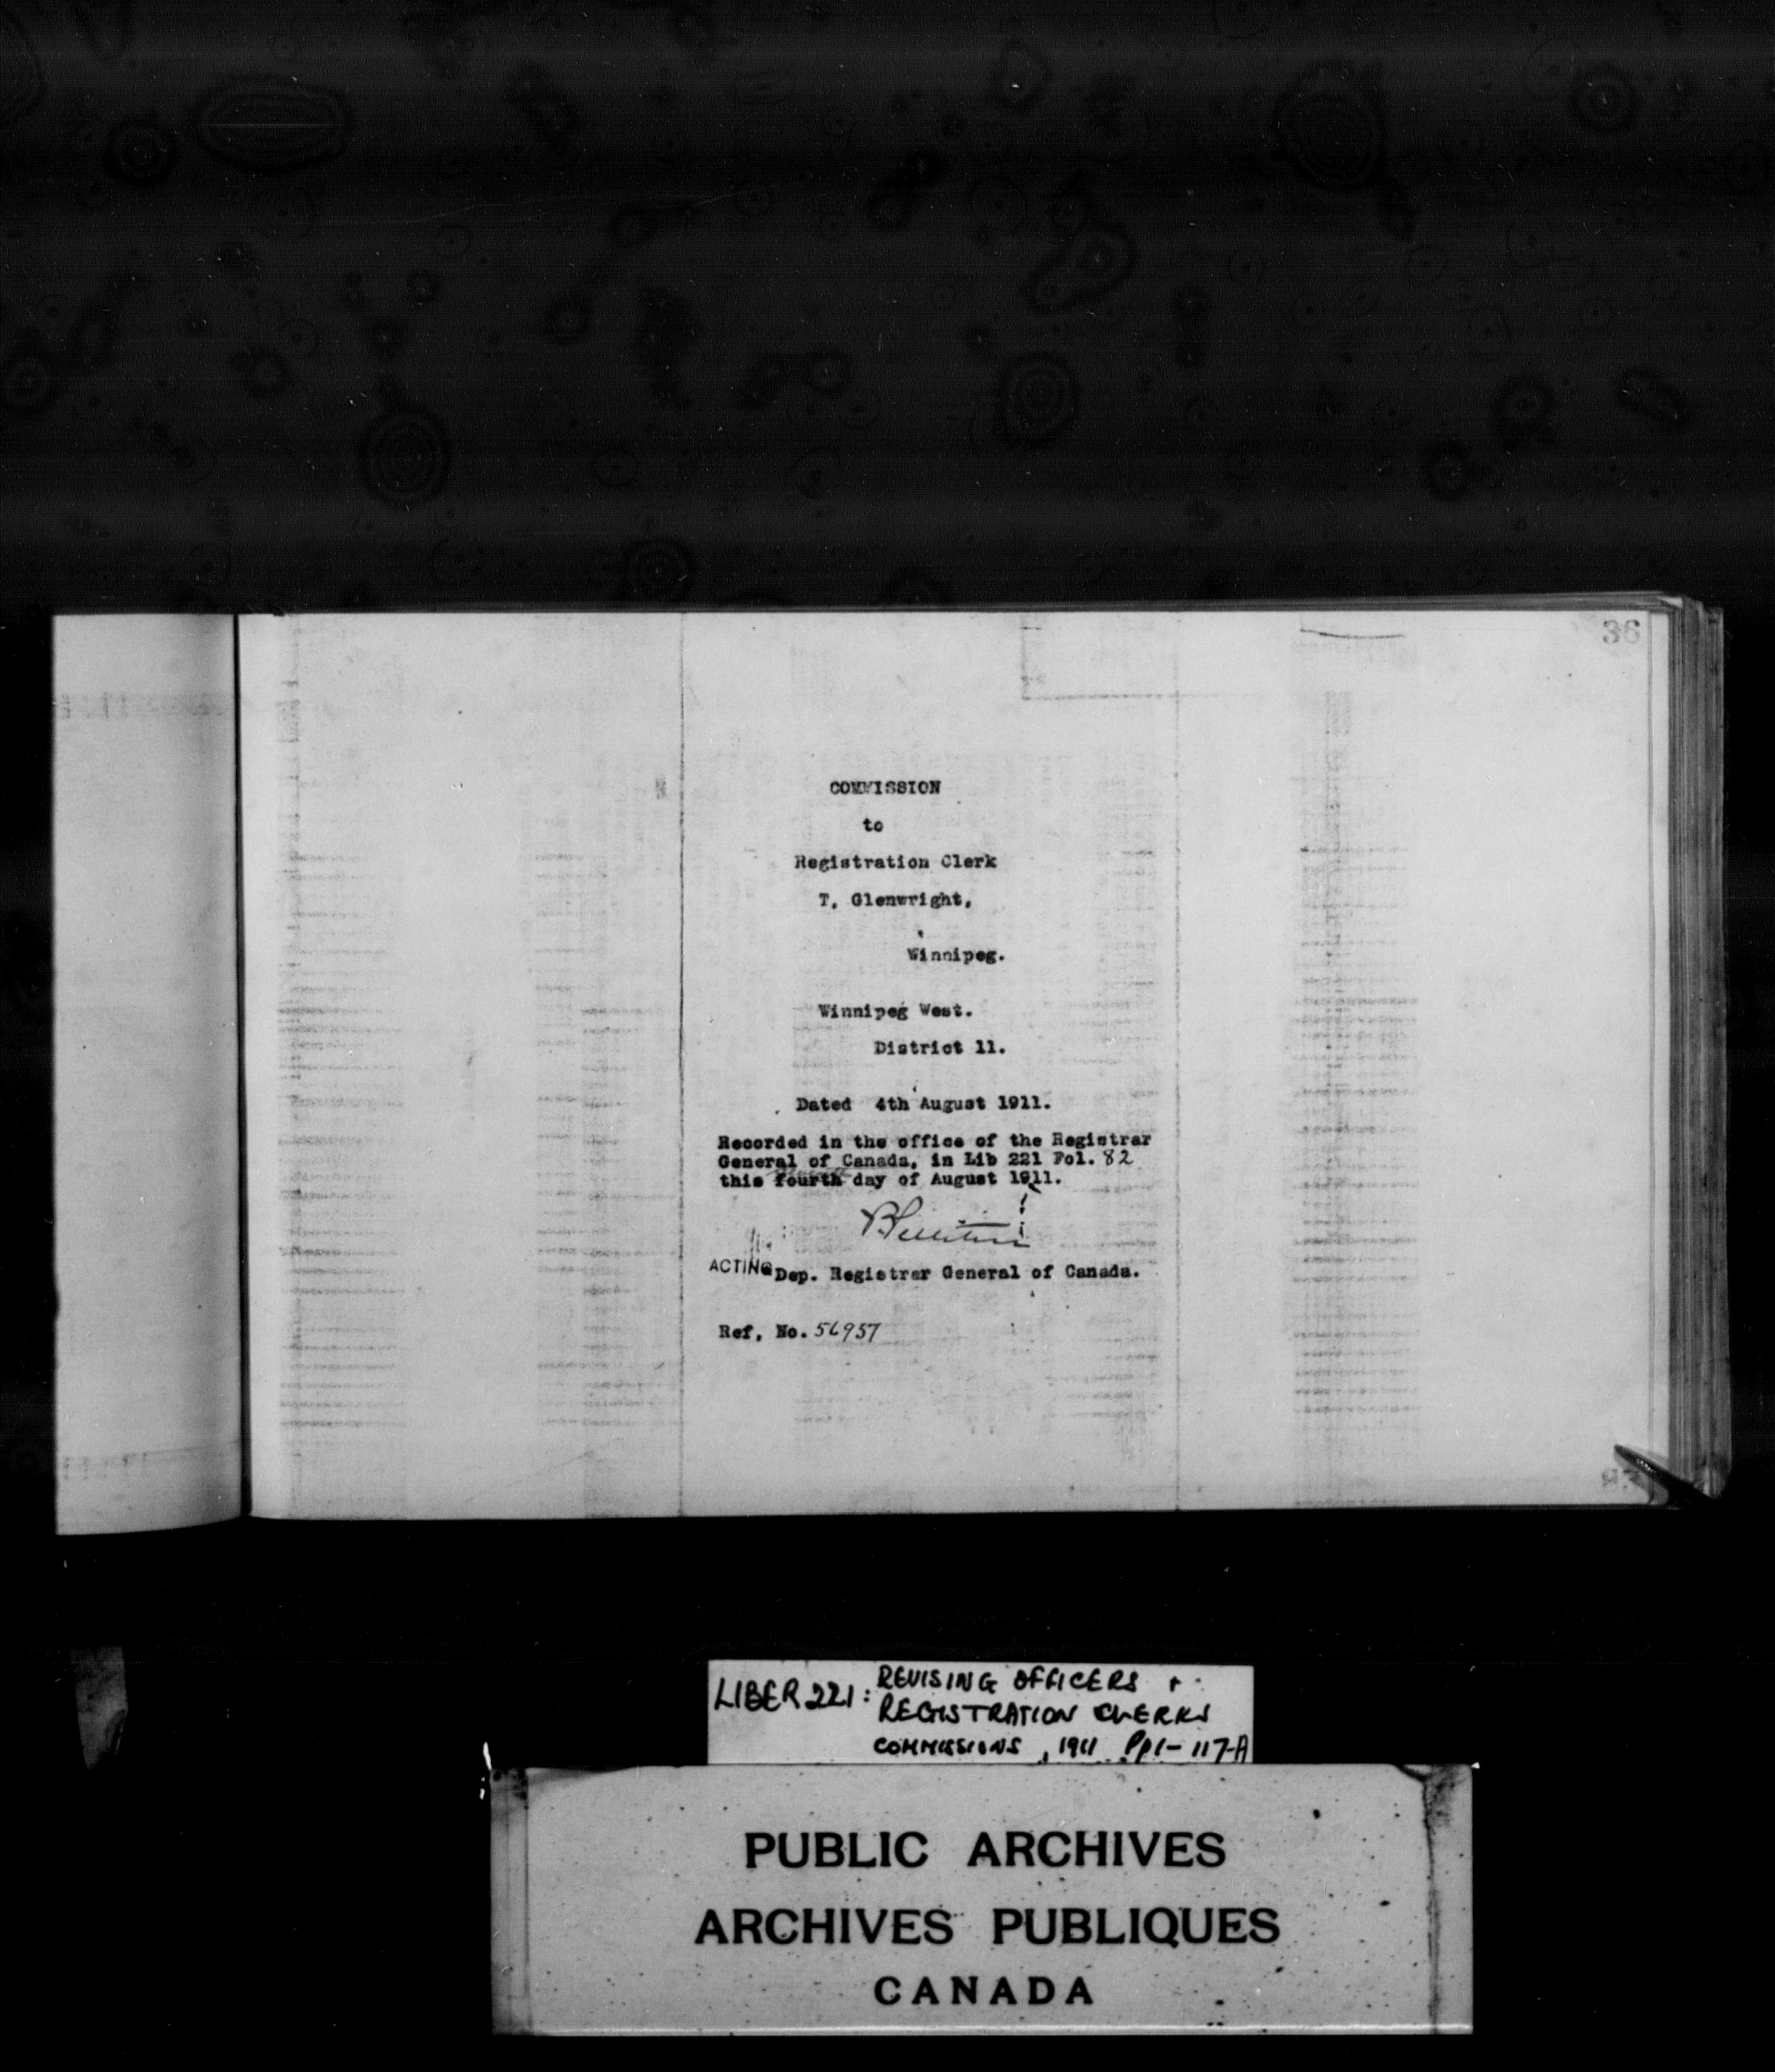 36
COMMISSION
to
Registration Clerk
T. Glenwright,
Winnipeg.
Winnipeg West.
District 11.
Dated 4th August 1911.
Recorded in the office of the Registrar
General of Canada, in Lib 221 Fol. 82
this fourth day of August 1911.
ACTING Dep. Registrar General of Canada.
Ref. No. 56957
LIBER 221: REVISING OFFICERS +
REGISTRATION CLERKS
COMMISSIONS, 1911 Pp 1-117-A
PUBLIC ARCHIVES
ARCHIVES PUBLIQUES
CANADA